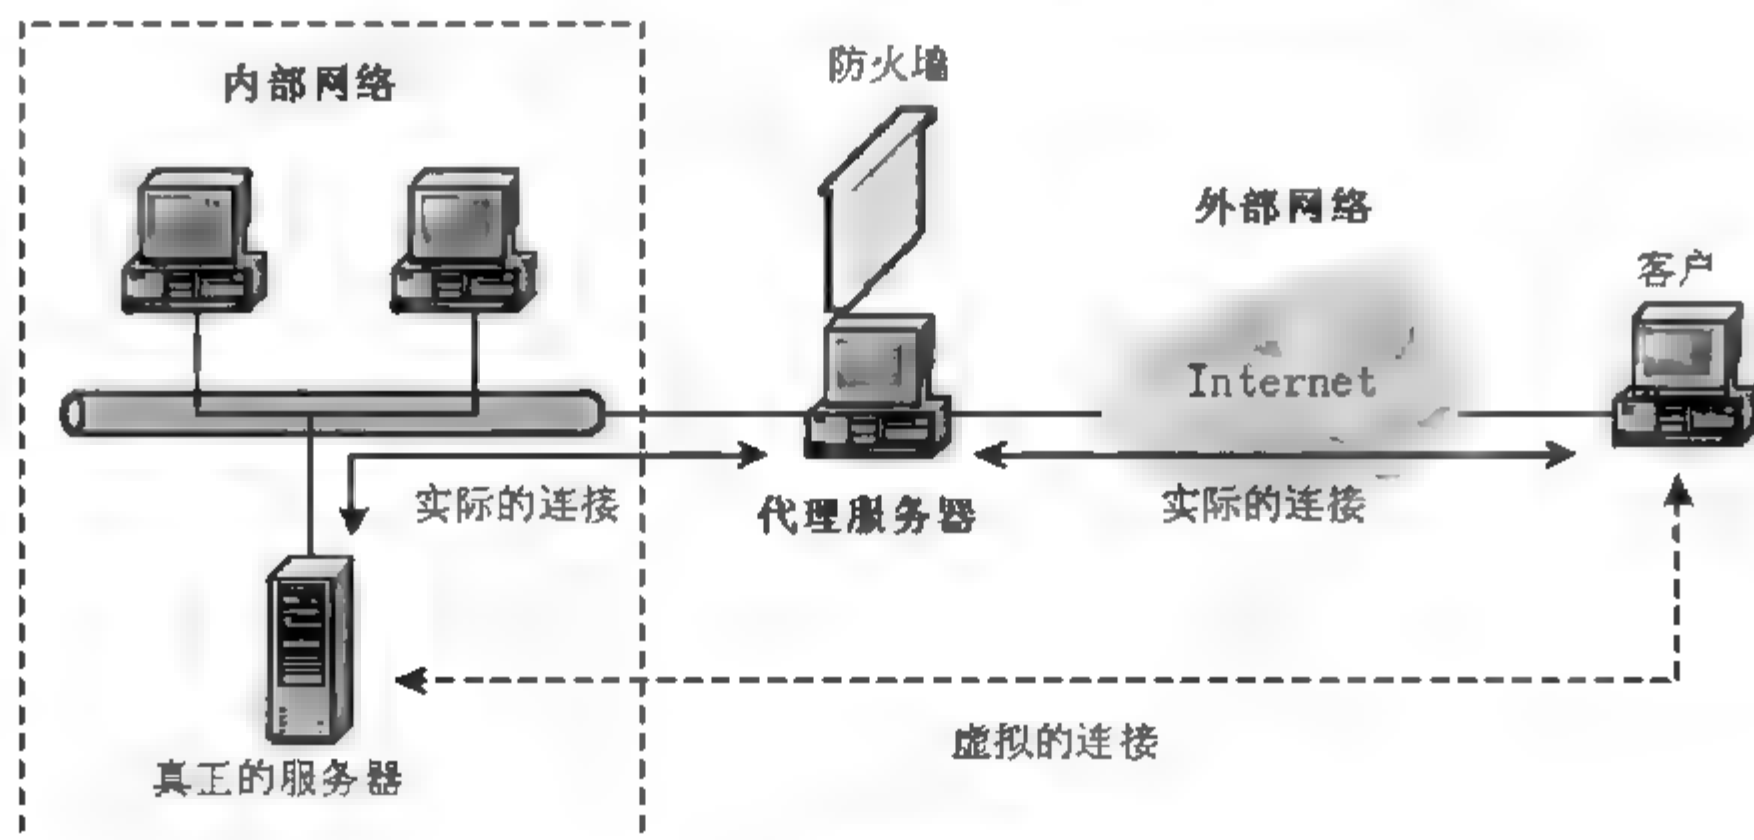 内部网络
防火墙
外部网络
客户
Internet
实际的连接
代理服务器
实际的连接
虚拟的连接
真正的服务器